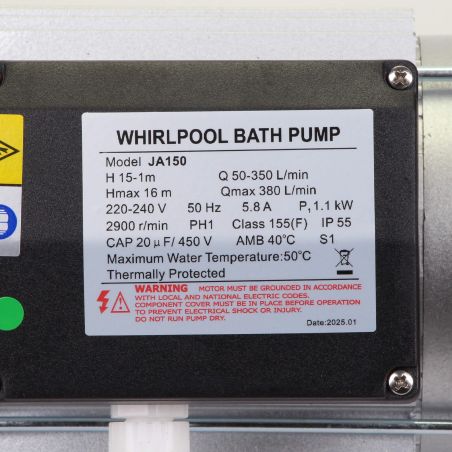 WHIRLPOOL BATH PUMP
Model JA150
H 15-1m Q 50-350 L/min
Hmax 16 m Qmax 380 L/min
220-240 V 50 Hz 5.8 A P₁ 1.1 kW
2900 r/min PH1 Class 155(F) IP 55
CAP 20 μF/ 450 V AMB 40℃ S1
Maximum Water Temperature:50℃
Thermally Protected
WARNING MOTOR MUST BE GROUNDED IN ACCORDANCE
WITH LOCAL AND NATIONAL ELECTRIC CODES.
COMPONENT COVER MUST BE IN PLACE BEFORE OPERATION
TO PREVENT ELECTRICAL SHOCK OR INJURY.
DO NOT RUN PUMP DRY.
Date:2025.01